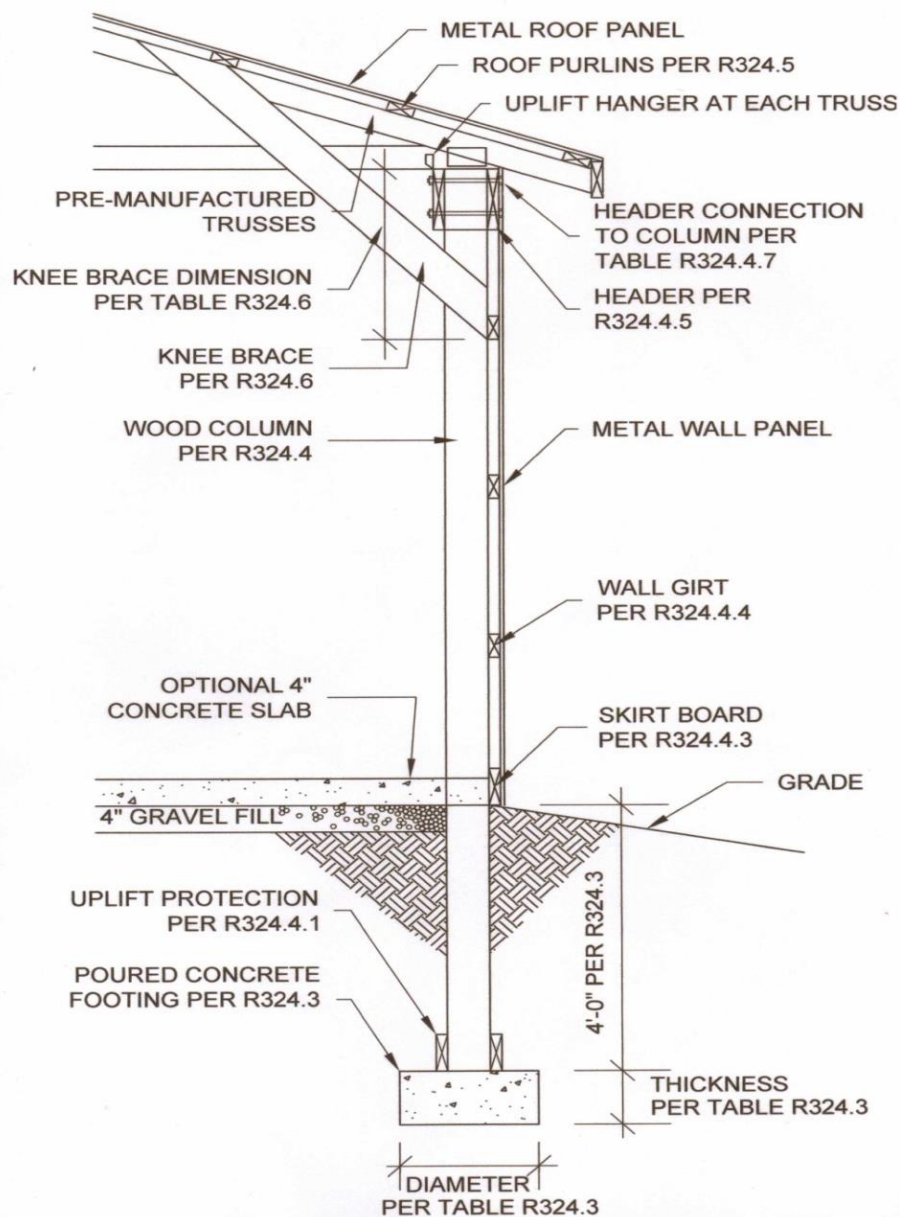 METAL ROOF PANEL
ROOF PURLINS PER R324.5
UPLIFT HANGER AT EACH TRUSS
PRE-MANUFACTURED
TRUSSES
HEADER CONNECTION
TO COLUMN PER
TABLE R324.4.7
KNEE BRACE DIMENSION
PER TABLE R324.6
HEADER PER
R324.4.5
KNEE BRACE
PER R324.6
WOOD COLUMN
PER R324.4
METAL WALL PANEL
WALL GIRT
PER R324.4.4
OPTIONAL 4"
CONCRETE SLAB
SKIRT BOARD
PER R324.4.3
GRADE
4" GRAVEL FILL
UPLIFT PROTECTION
PER R324.4.1
4'-0" PER R324.3
POURED CONCRETE
FOOTING PER R324.3
THICKNESS
PER TABLE R324.3
DIAMETER
PER TABLE R324.3